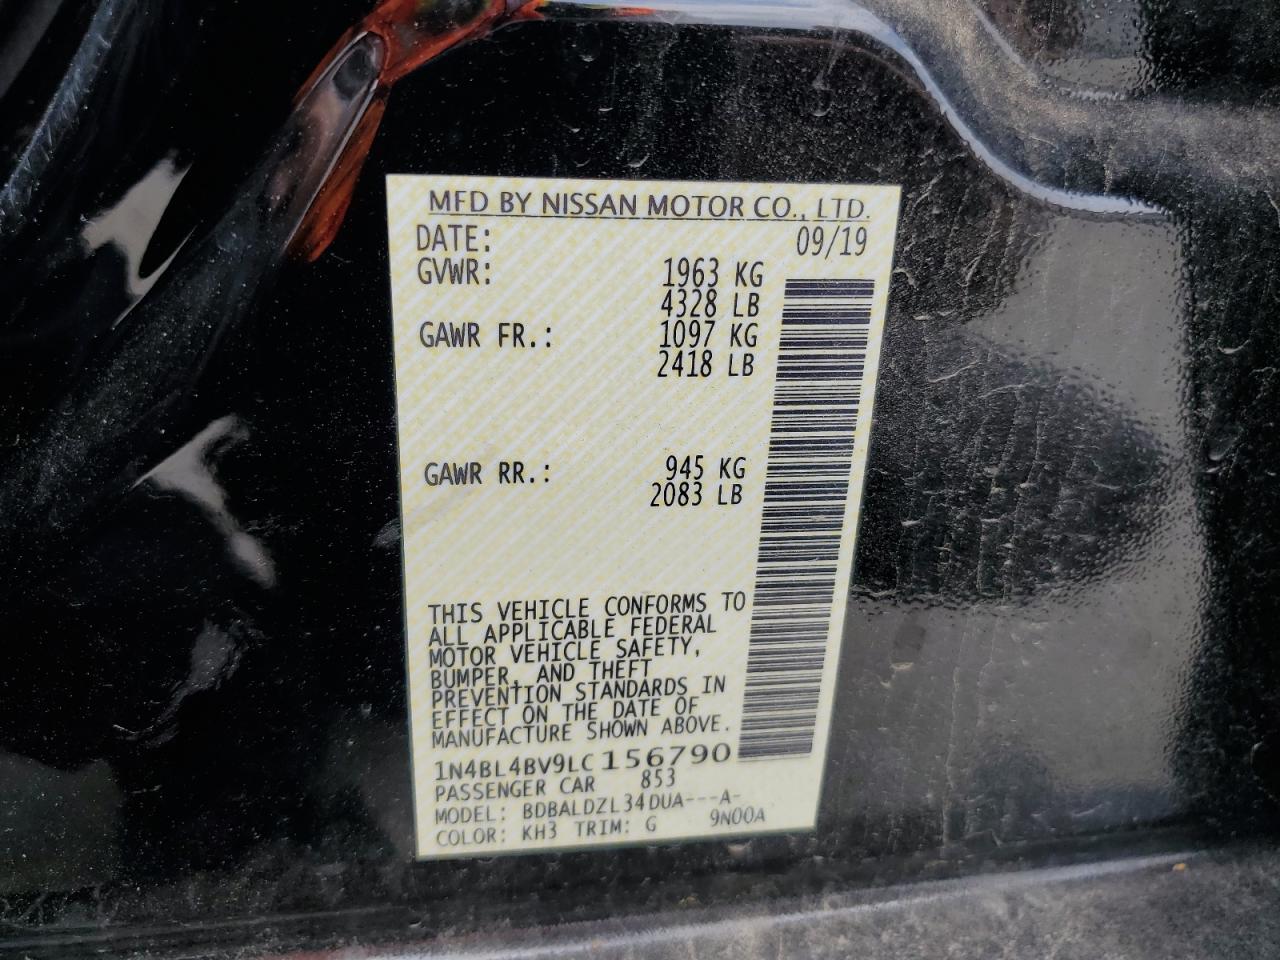 MFD BY NISSAN MOTOR CO., LTD.
DATE: 09/19
GVWR: 1963 KG
4328 LB
GAWR FR.: 1097 KG
2418 LB
GAWR RR.: 945 KG
2083 LB
THIS VEHICLE CONFORMS TO
ALL APPLICABLE FEDERAL
MOTOR VEHICLE SAFETY,
BUMPER, AND THEFT
PREVENTION STANDARDS IN
EFFECT ON THE DATE OF
MANUFACTURE SHOWN ABOVE.
1N4BL4BV9LC156790
PASSENGER CAR 853
MODEL: BDBALDZL34DUA---A-
COLOR: KH3 TRIM: G 9N00A